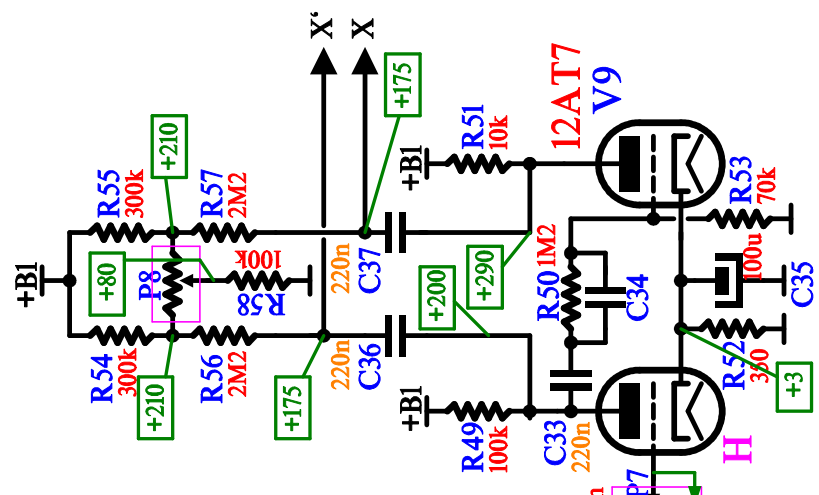 X'
X
+175
+210
R55
300k
R57
2M2
R51
10k
12AT7
V9
+B1
R53
70k
+B1
+80
P8
100k
R58
220n
C37
+200
+290
1M2
R50
C34
100u
C35
R54
300k
+210
R56
2M2
+175
220n
C36
+B1
R49
100k
C33
220n
R52
350
+3
H
P7